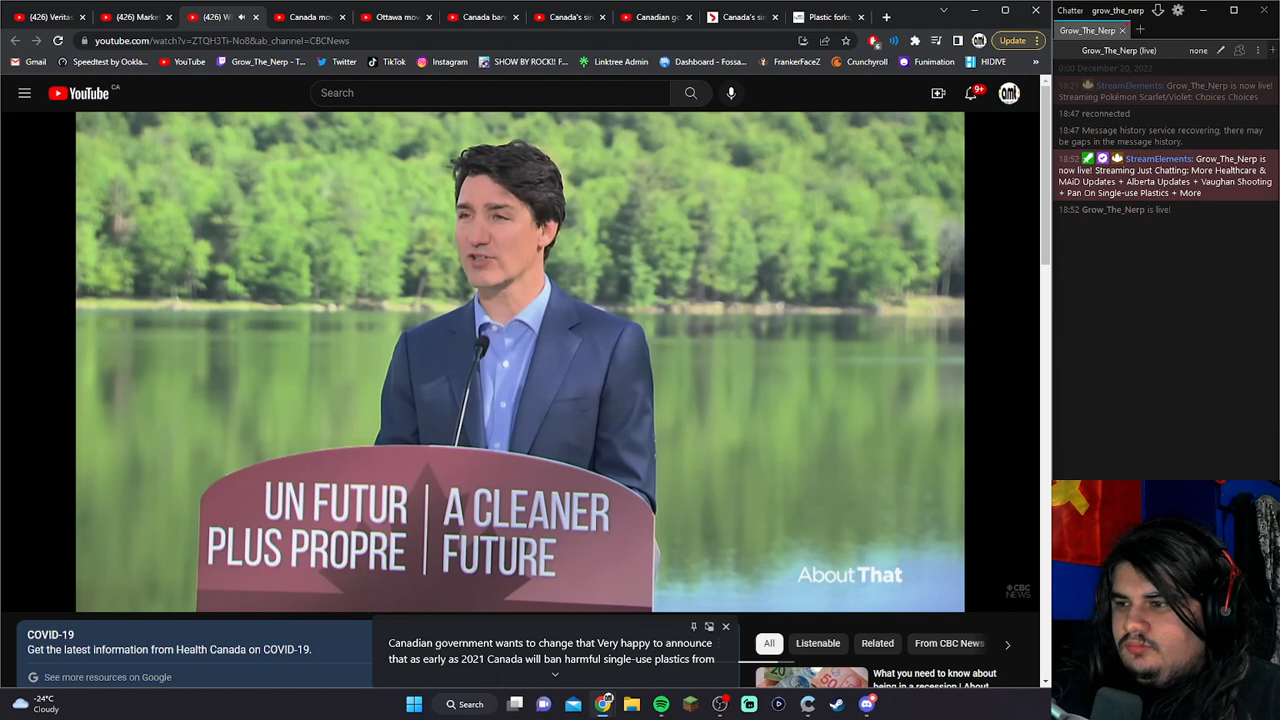 (426) Veritas
(426) Marke
(426) W
Canada mov
Ottawa mov
Canada ban
Canada's sin
Canadian go
Canada's sin
Plastic forks,
youtube.com/watch?v=ZTQH3Ti-No8&ab_channel=CBCNews
Update
Gmail
Speedtest by Ookla...
YouTube
Grow_The_Nerp - T...
Twitter
TikTok
Instagram
SHOW BY ROCK!! F...
Linktree Admin
Dashboard - Fossa...
FrankerFaceZ
Crunchyroll
Funimation
HIDIVE
YouTube CA
Search
9+
UN FUTUR
PLUS PROPRE
A CLEANER
FUTURE
About That
CBC
NEWS
COVID-19
Get the latest information from Health Canada on COVID-19.
See more resources on Google
Canadian government wants to change that Very happy to announce
that as early as 2021 Canada will ban harmful single-use plastics from
All
Listenable
Related
From CBC News
What you need to know about
being in a recession | About
-24°C
Cloudy
Search
Chatter
grow_the_nerp
Grow_The_Nerp
Grow_The_Nerp (live)
none
0:00 December 20, 2022
StreamElements: Grow_The_Nerp is now live!
Streaming Pokémon Scarlet/Violet: Choices Choices
18:47 reconnected
18:47 Message history service recovering, there may
be gaps in the message history.
18:52 StreamElements: Grow_The_Nerp is
now live! Streaming Just Chatting: More Healthcare &
MAiD Updates + Alberta Updates + Vaughan Shooting
+ Pan On Single-use Plastics + More
18:52 Grow_The_Nerp is live!